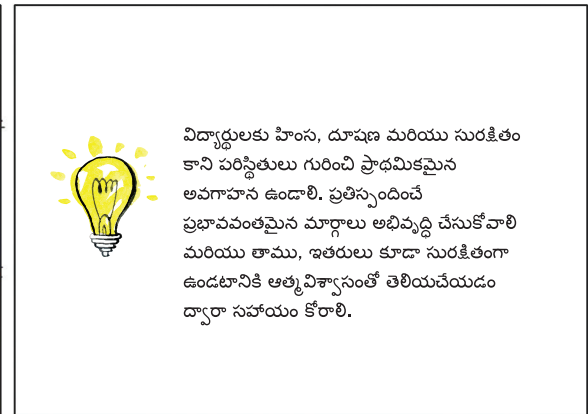 విద్యార్థులకు హింస, దూషణ మరియు సురక్షితం
కాని పరిస్థితులు గురించి ప్రాథమికమైన
అవగాహన ఉండాలి. ప్రతిస్పందించే
ప్రభావవంతమైన మార్గాలు అభివృద్ధి చేసుకోవాలి
మరియు తాము, ఇతరులు కూడా సురక్షితంగా
ఉండటానికి ఆత్మవిశ్వాసంతో తెలియచేయడం
ద్వారా సహాయం కోరాలి.